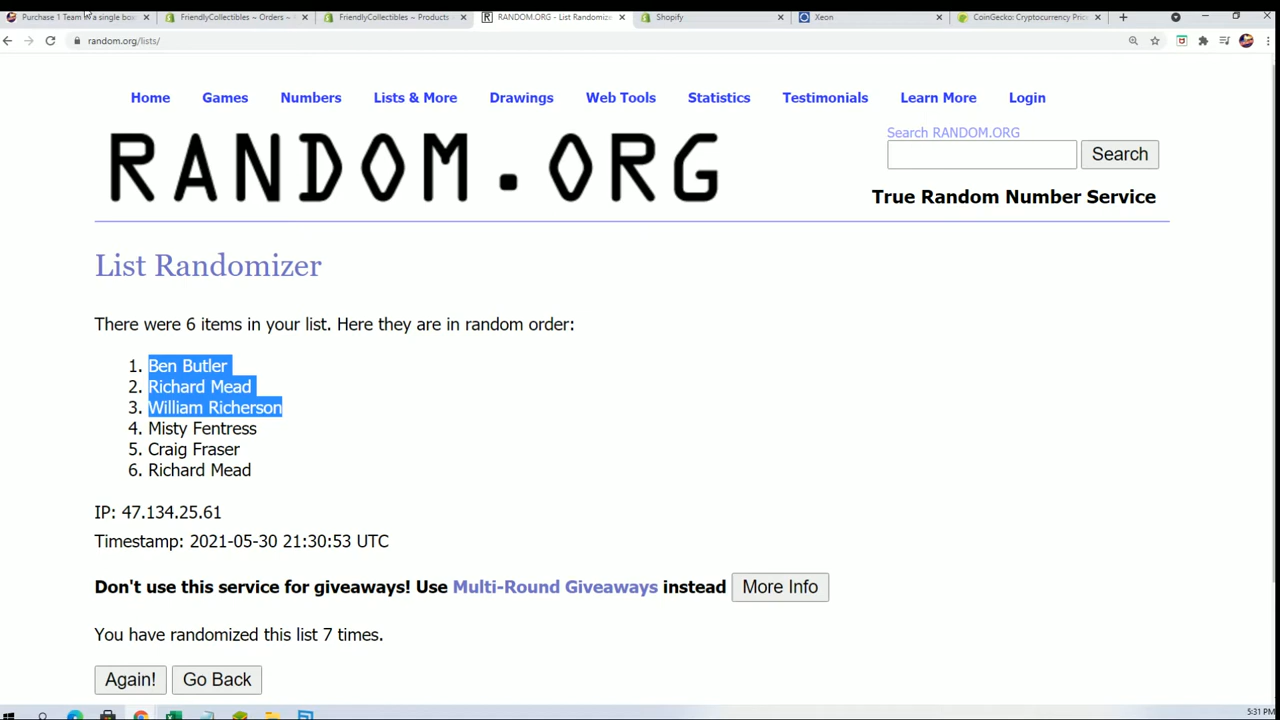 Purchase 1 Team in a single box
FriendlyCollectibles ~ Orders ~
FriendlyCollectibles ~ Products
RANDOM.ORG - List Randomize
Shopify
Xeon
CoinGecko: Cryptocurrency Price
random.org/lists/
Home Games Numbers Lists & More Drawings Web Tools Statistics Testimonials Learn More Login
RANDOM.ORG
Search RANDOM.ORG
Search
True Random Number Service
List Randomizer
There were 6 items in your list. Here they are in random order:
1. Ben Butler
2. Richard Mead
3. William Richerson
4. Misty Fentress
5. Craig Fraser
6. Richard Mead
IP: 47.134.25.61
Timestamp: 2021-05-30 21:30:53 UTC
Don't use this service for giveaways! Use Multi-Round Giveaways instead More Info
You have randomized this list 7 times.
Again! Go Back
5:31 PM